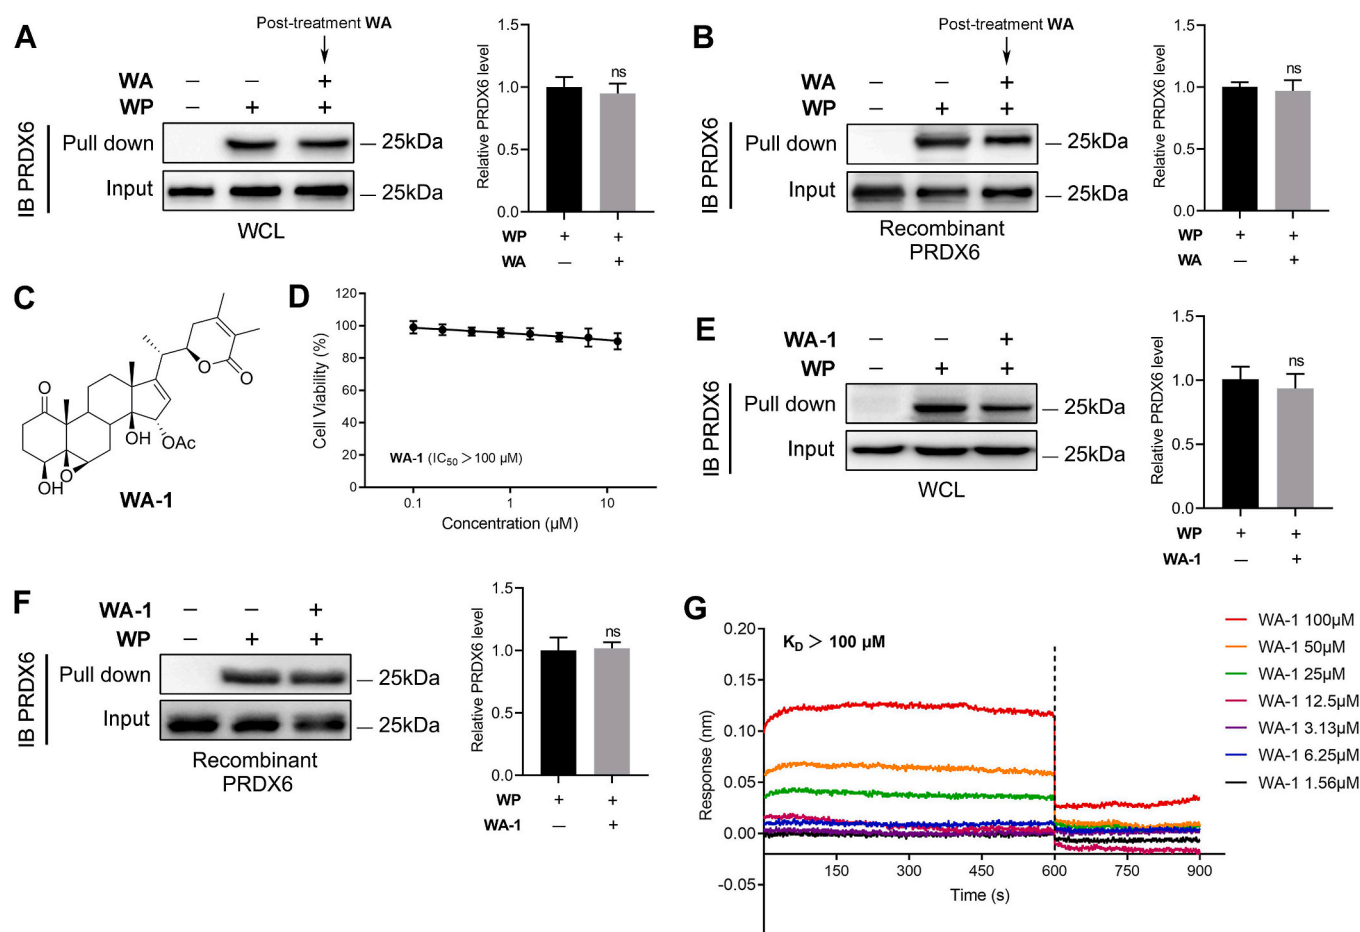 A
Post-treatment WA
WA – – +
WP – + +
IB PRDX6
Pull down
— 25kDa
Input
— 25kDa
WCL
Relative PRDX6 level
1.5
1.0
0.5
0.0
ns
WP + +
WA — +
B
Post-treatment WA
WA – – +
WP – + +
IB PRDX6
Pull down
— 25kDa
Input
— 25kDa
Recombinant
PRDX6
Relative PRDX6 level
1.5
1.0
0.5
0.0
ns
WP + +
WA — +
C
O
O
O
OH
OAc
O
OH
WA-1
D
Cell Viability (%)
120
100
80
60
40
20
0
WA-1 (IC50 > 100 μM)
0.1 1 10
Concentration (μM)
E
WA-1 – – +
WP – + +
IB PRDX6
Pull down
— 25kDa
Input
— 25kDa
WCL
Relative PRDX6 level
1.5
1.0
0.5
0.0
ns
WP + +
WA-1 — +
F
WA-1 – – +
WP – + +
IB PRDX6
Pull down
— 25kDa
Input
— 25kDa
Recombinant
PRDX6
Relative PRDX6 level
1.5
1.0
0.5
0.0
ns
WP + +
WA-1 — +
G
KD > 100 μM
Response (nm)
0.20
0.15
0.10
0.05
0.00
-0.05
150 300 450 600 750 900
Time (s)
WA-1 100μM
WA-1 50μM
WA-1 25μM
WA-1 12.5μM
WA-1 3.13μM
WA-1 6.25μM
WA-1 1.56μM